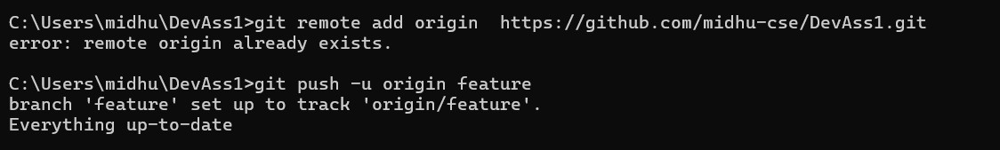 C:\Users\midhu\DevAss1>git remote add origin  https://github.com/midhu-cse/DevAss1.git
error: remote origin already exists.
C:\Users\midhu\DevAss1>git push -u origin feature
branch 'feature' set up to track 'origin/feature'.
Everything up-to-date